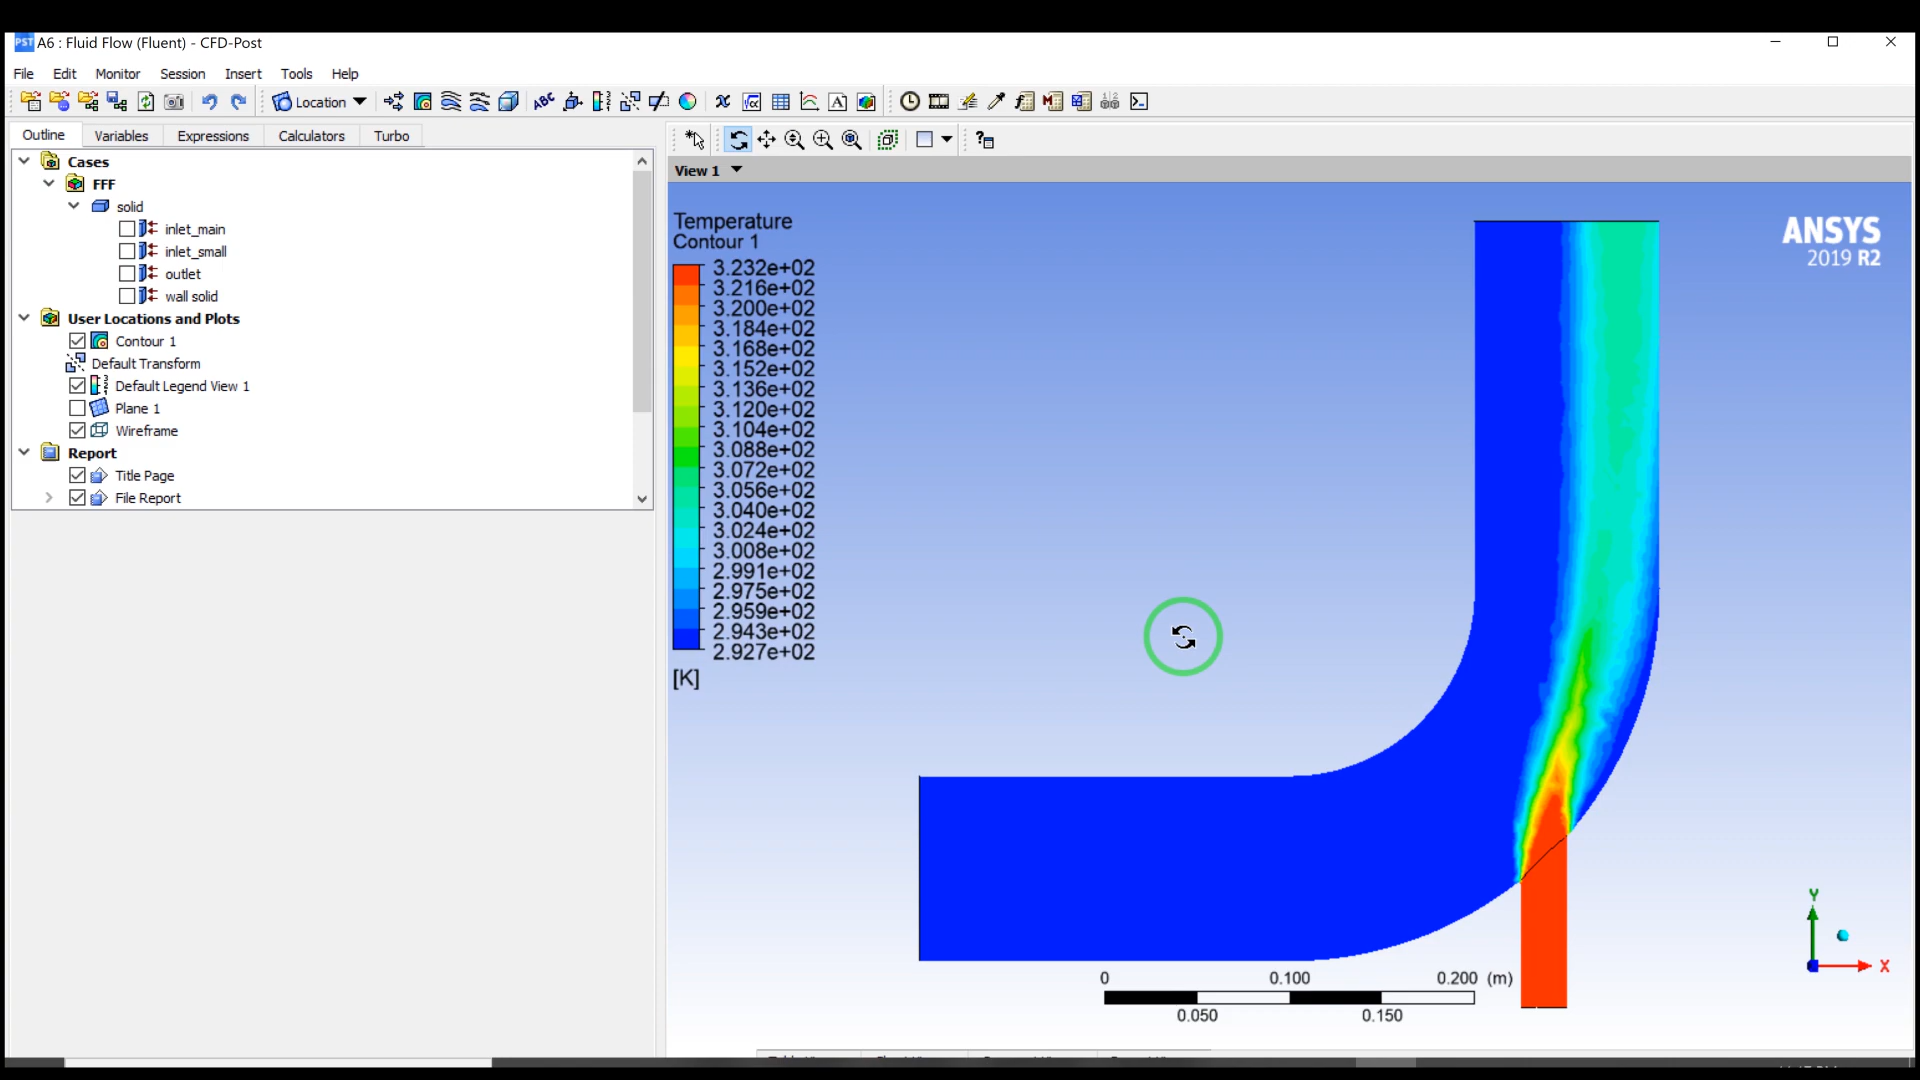 PST A6 : Fluid Flow (Fluent) - CFD-Post
File Edit Monitor Session Insert Tools Help
Location
Outline Variables Expressions Calculators Turbo
Cases
FFF
solid
inlet_main
inlet_small
outlet
wall solid
User Locations and Plots
Contour 1
Default Transform
Default Legend View 1
Plane 1
Wireframe
Report
Title Page
File Report
View 1
Temperature
Contour 1
3.232e+02
3.216e+02
3.200e+02
3.184e+02
3.168e+02
3.152e+02
3.136e+02
3.120e+02
3.104e+02
3.088e+02
3.072e+02
3.056e+02
3.040e+02
3.024e+02
3.008e+02
2.991e+02
2.975e+02
2.959e+02
2.943e+02
2.927e+02
[K]
ANSYS
2019 R2
0 0.100 0.200 (m)
0.050 0.150
Y
X